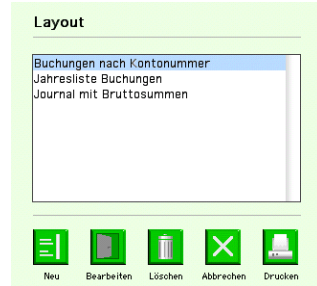 Layout
Buchungen nach Kontonummer
Jahresliste Buchungen
Journal mit Bruttosummen
Neu Bearbeiten Löschen Abbrechen Drucken